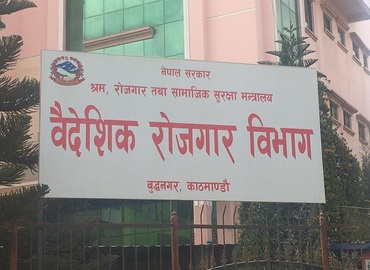 नेपाल सरकार
श्रम, रोजगार तथा सामाजिक सुरक्षा मन्त्रालय
वैदेशिक रोजगार विभाग
बुद्धनगर, काठमाण्डौ